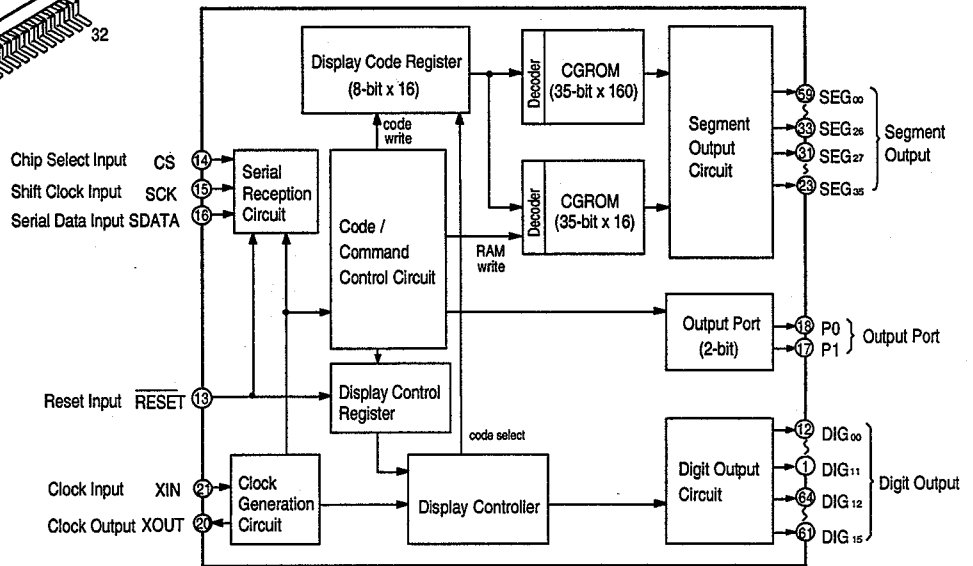 32
Display Code Register
(8-bit x 16)
Decoder
CGROM
(35-bit x 160)
Segment
Output
Circuit
59 SEG00
33 SEG26
31 SEG27
23 SEG35
Segment
Output
code
write
Chip Select Input CS 14
Shift Clock Input SCK 15
Serial Data Input SDATA 16
Serial
Reception
Circuit
Code /
Command
Control Circuit
RAM
write
Decoder
CGROM
(35-bit x 16)
Output Port
(2-bit)
18 P0
17 P1
Output Port
Reset Input RESET 13
Display Control
Register
code select
Clock Input XIN 21
Clock Output XOUT 20
Clock
Generation
Circuit
Display Controller
Digit Output
Circuit
12 DIG00
1 DIG11
64 DIG12
61 DIG15
Digit Output